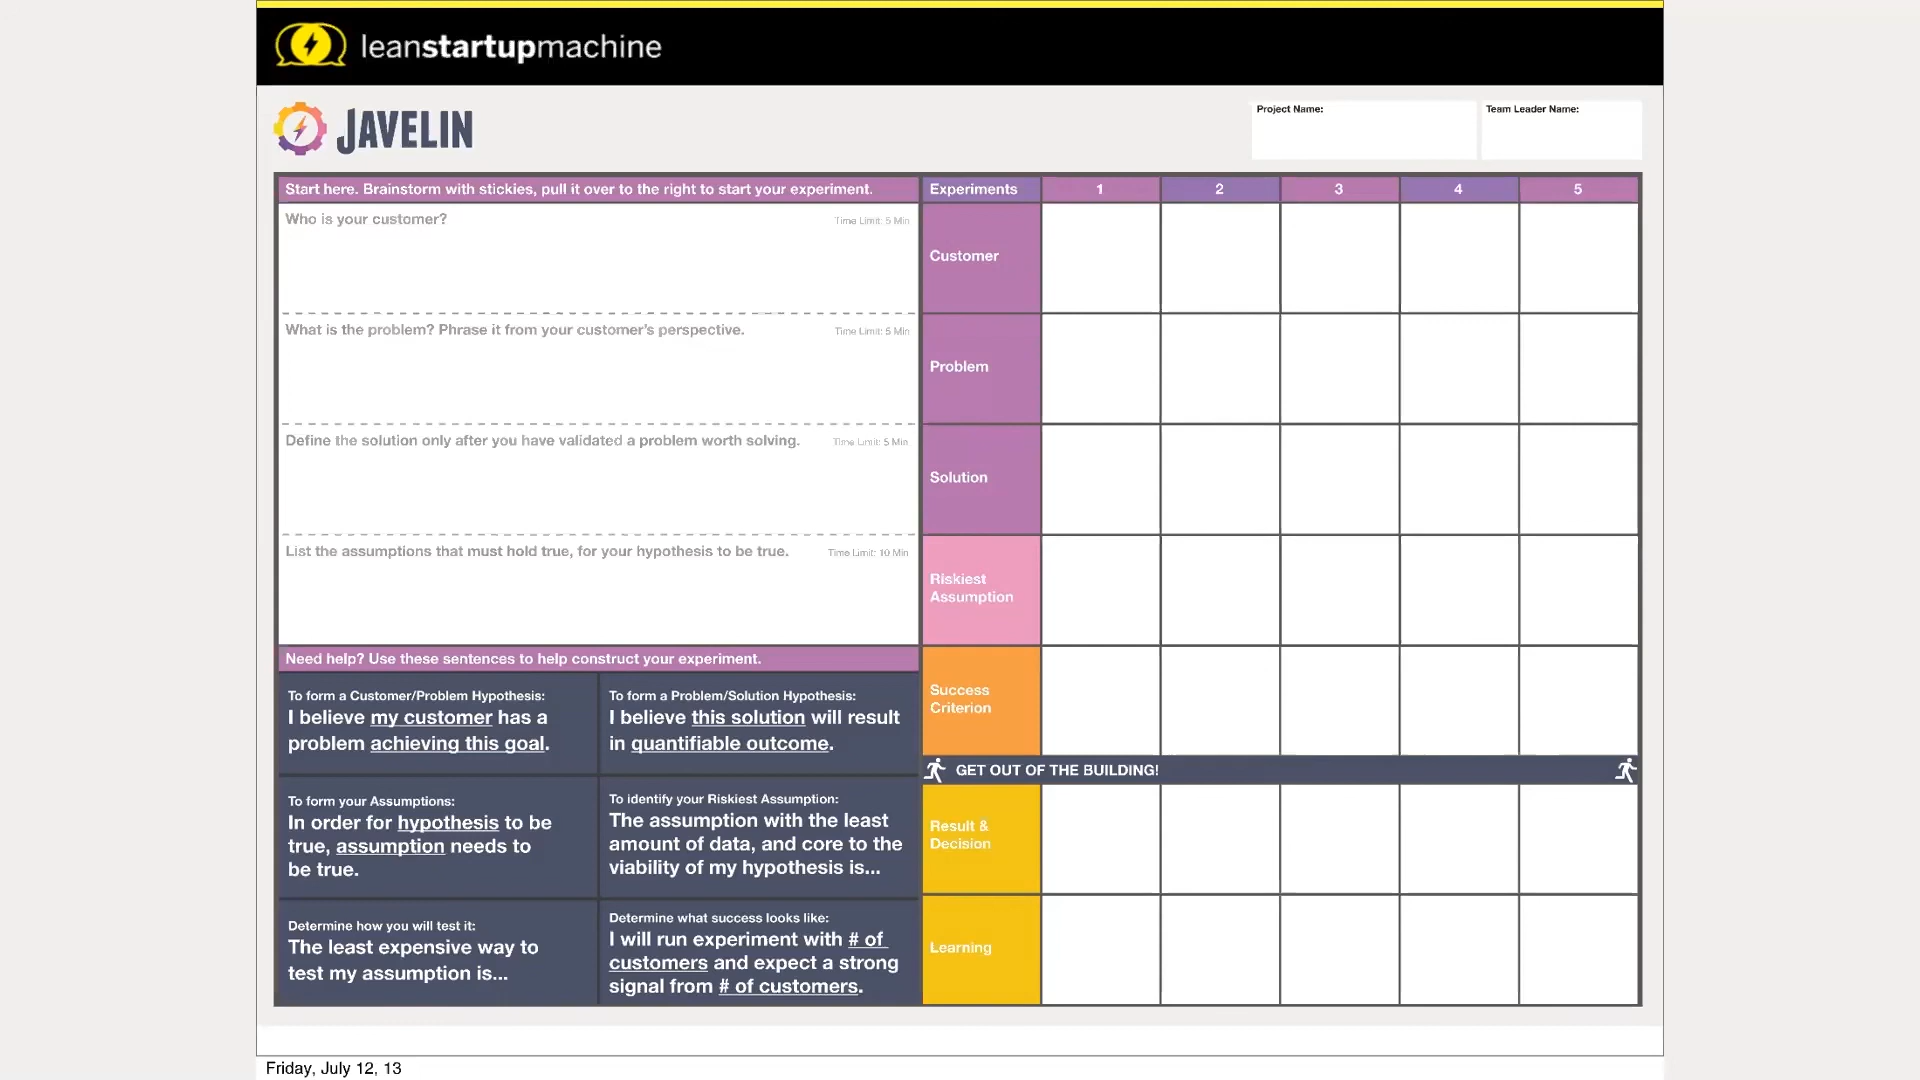 leanstartupmachine
JAVELIN
Project Name:
Team Leader Name:
Start here. Brainstorm with stickies, pull it over to the right to start your experiment.
Who is your customer?
Time Limit: 5 Min
What is the problem? Phrase it from your customer's perspective.
Time Limit: 5 Min
Define the solution only after you have validated a problem worth solving.
Time Limit: 5 Min
List the assumptions that must hold true, for your hypothesis to be true.
Time Limit: 10 Min
Need help? Use these sentences to help construct your experiment.
To form a Customer/Problem Hypothesis:
I believe my customer has a
problem achieving this goal.
To form a Problem/Solution Hypothesis:
I believe this solution will result
in quantifiable outcome.
To form your Assumptions:
In order for hypothesis to be
true, assumption needs to
be true.
To identify your Riskiest Assumption:
The assumption with the least
amount of data, and core to the
viability of my hypothesis is...
Determine how you will test it:
The least expensive way to
test my assumption is...
Determine what success looks like:
I will run experiment with # of
customers and expect a strong
signal from # of customers.
Experiments 1 2 3 4 5
Customer
Problem
Solution
Riskiest
Assumption
Success
Criterion
GET OUT OF THE BUILDING!
Result &
Decision
Learning
Friday, July 12, 13